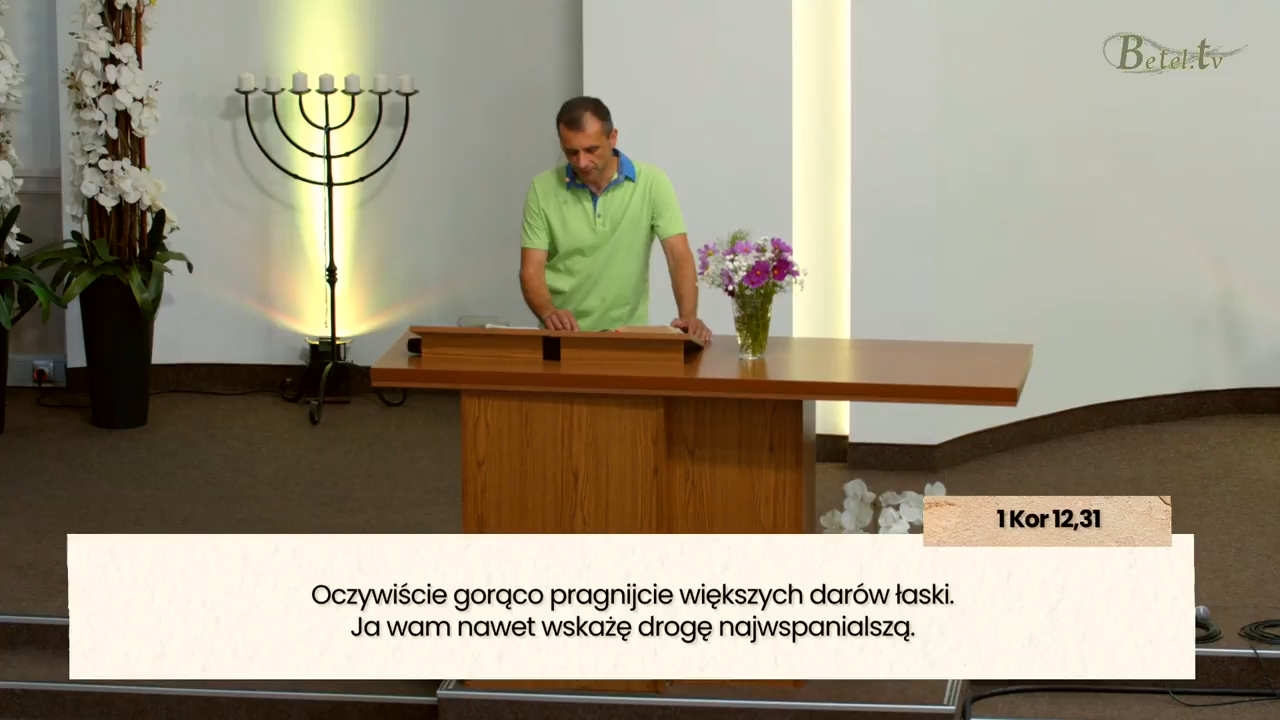 Betel.tv
1 Kor 12,31
Oczywiście gorąco pragnijcie większych darów łaski.
Ja wam nawet wskażę drogę najwspanialszą.